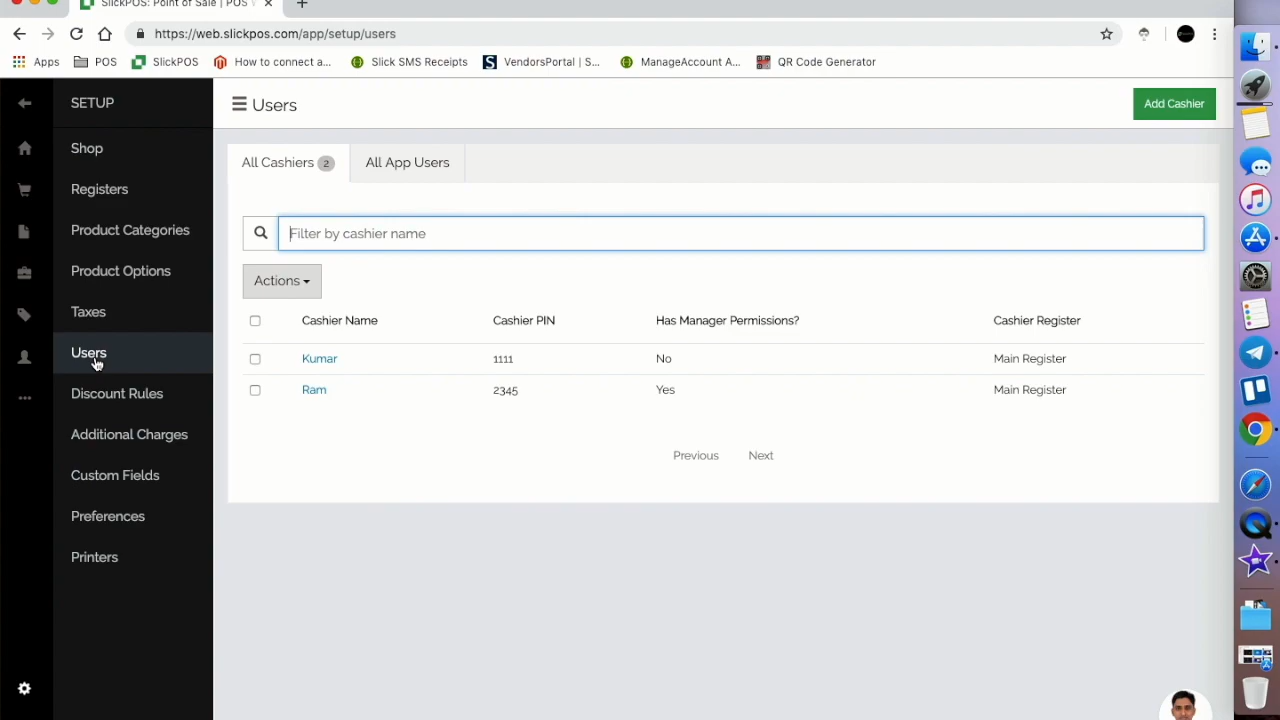 SlickPOS: Point of Sale | POS
https://web.slickpos.com/app/setup/users
Apps POS SlickPOS How to connect a... Slick SMS Receipts VendorsPortal | S... ManageAccount A... QR Code Generator
SETUP
Shop
Registers
Product Categories
Product Options
Taxes
Users
Discount Rules
Additional Charges
Custom Fields
Preferences
Printers
Users
Add Cashier
All Cashiers 2 All App Users
Filter by cashier name
Actions
Cashier Name Cashier PIN Has Manager Permissions? Cashier Register
Kumar 1111 No Main Register
Ram 2345 Yes Main Register
Previous Next